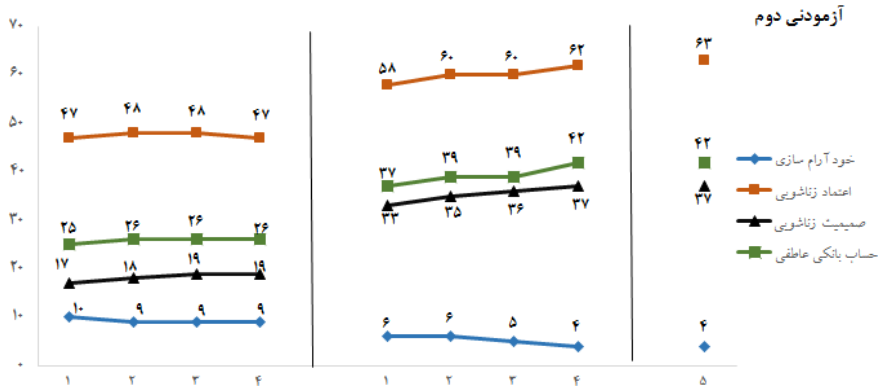 آزمودنی دوم
۷۰
۶۰
۵۰
۴۰
۳۰
۲۰
۱۰
۰
۴۷ ۴۸ ۴۸ ۴۷
۲۵ ۲۶ ۲۶ ۲۶
۱۷ ۱۸ ۱۹ ۱۹
۱۰ ۹ ۹ ۹
۵۸ ۶۰ ۶۰ ۶۲
۳۷ ۳۹ ۳۹ ۴۲
۳۳ ۳۵ ۳۶ ۳۷
۶ ۶ ۵ ۴
۶۳
۴۲
۳۷
۴
۱ ۲ ۳ ۴ ۱ ۲ ۳ ۴ ۵
خود آرام سازی
اعتماد زناشویی
صمیمیت زناشویی
حساب بانکی عاطفی